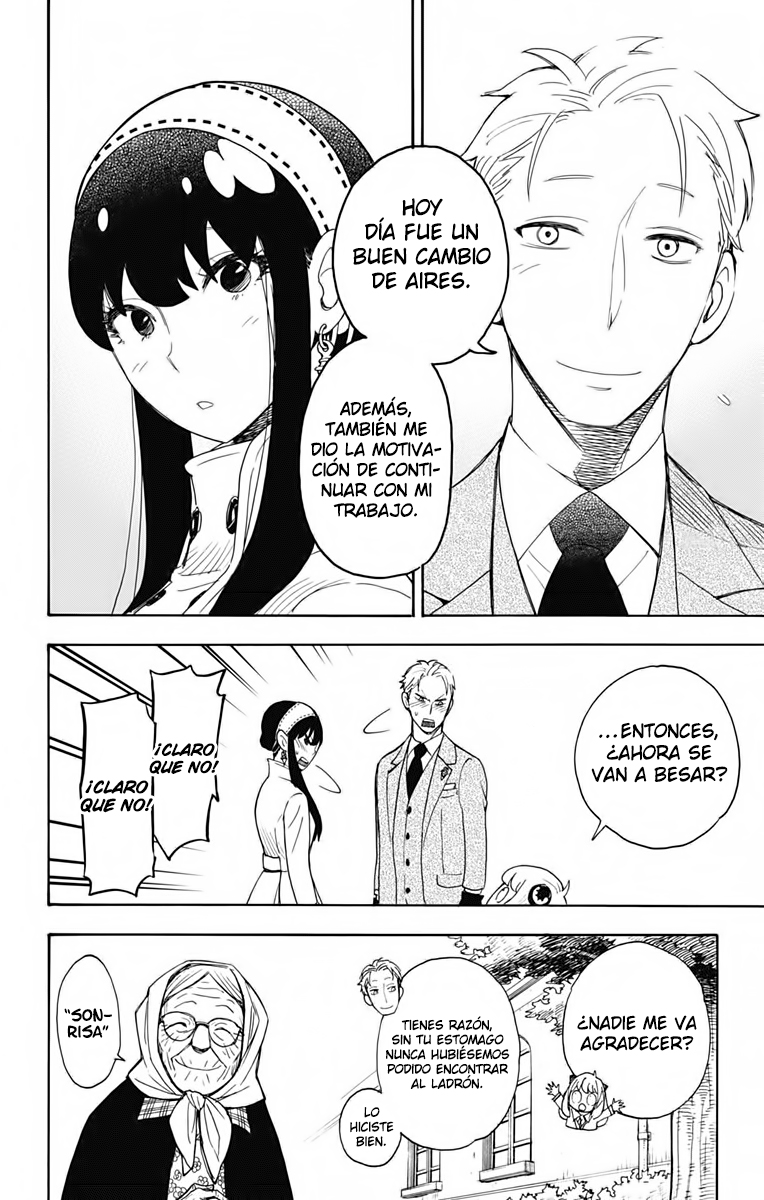 HOY
DÍA FUE UN
BUEN CAMBIO
DE AIRES.
ADEMÁS,
TAMBIÉN ME
DIO LA MOTIVA-
CIÓN DE CONTI-
NUAR CON MI
TRABAJO.
...ENTONCES,
¿AHORA SE
VAN A BESAR?
¡CLARO
QUE NO!
¡CLARO
QUE NO!
¿NADIE ME VA
AGRADECER?
TIENES RAZÓN,
SIN TU ESTOMAGO
NUNCA HUBIÉSEMOS
PODIDO ENCONTRAR
AL LADRÓN.
LO
HICISTE
BIEN.
"SON-
RISA"